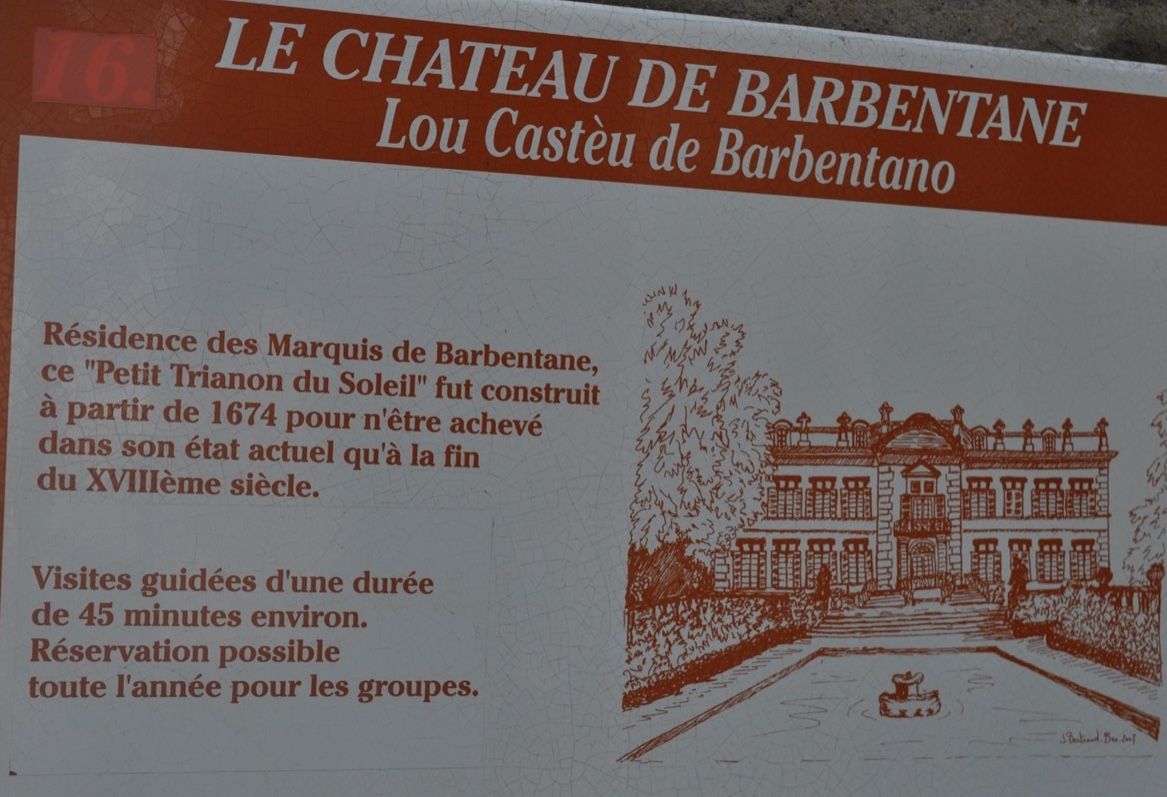 16.
LE CHATEAU DE BARBENTANE
Lou Castèu de Barbentano
Résidence des Marquis de Barbentane,
ce "Petit Trianon du Soleil" fut construit
à partir de 1674 pour n'être achevé
dans son état actuel qu'à la fin
du XVIIIème siècle.
Visites guidées d'une durée
de 45 minutes environ.
Réservation possible
toute l'année pour les groupes.